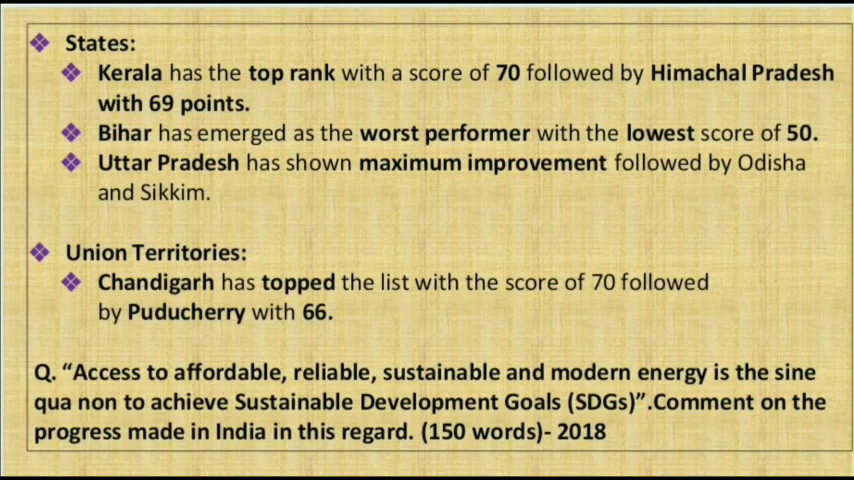 States:
Kerala has the top rank with a score of 70 followed by Himachal Pradesh
with 69 points.
Bihar has emerged as the worst performer with the lowest score of 50.
Uttar Pradesh has shown maximum improvement followed by Odisha
and Sikkim.
Union Territories:
Chandigarh has topped the list with the score of 70 followed
by Puducherry with 66.
Q. “Access to affordable, reliable, sustainable and modern energy is the sine
qua non to achieve Sustainable Development Goals (SDGs)”.Comment on the
progress made in India in this regard. (150 words)- 2018